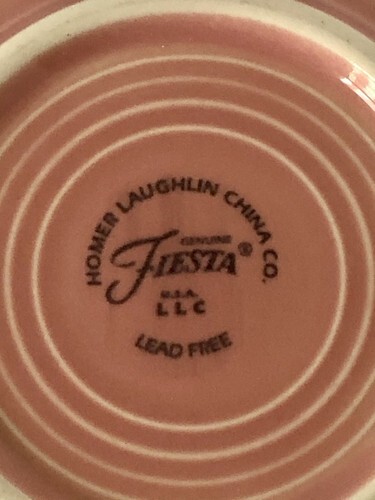 HOMER LAUGHLIN CHINA CO.
GENUINE
FIESTA®
U.S.A.
LLC
LEAD FREE